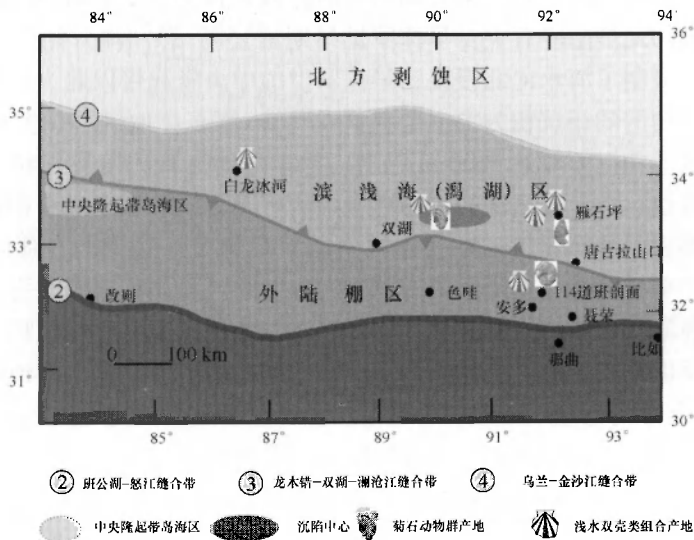 84° 86° 88° 90° 92° 94°
36°
北方剥蚀区
35°
④
34°
③
白龙冰河
滨浅海(潟湖)区
中央隆起带岛海区
雁石坪
双湖
33°
唐古拉山口
②
改则
外陆棚区
色哇
114道班剖面
32°
安多
聂荣
0 100 km
那曲
比如
31°
30°
85° 87° 89° 91° 93°
② 班公湖-怒江缝合带 ③ 龙木错-双湖-澜沧江缝合带 ④ 乌兰-金沙江缝合带
中央隆起带岛海区 沉陷中心 菊石动物群产地 浅水双壳类组合产地